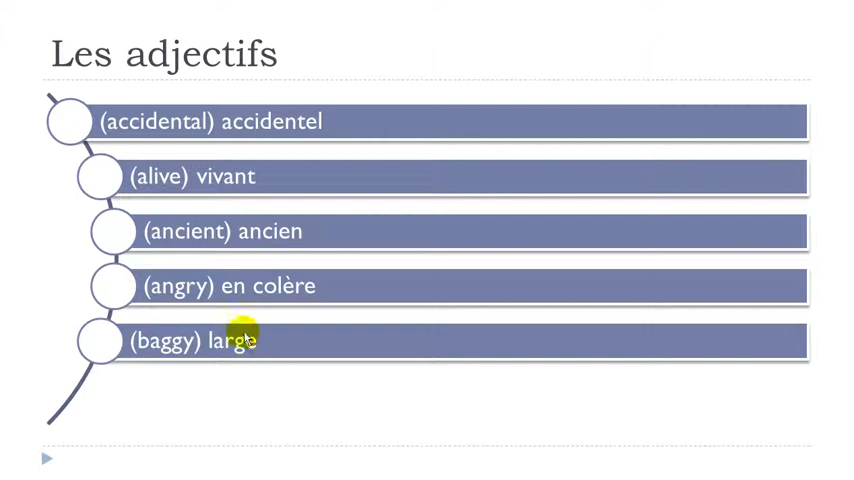 Les adjectifs
(accidental) accidentel
(alive) vivant
(ancient) ancien
(angry) en colère
(baggy) large